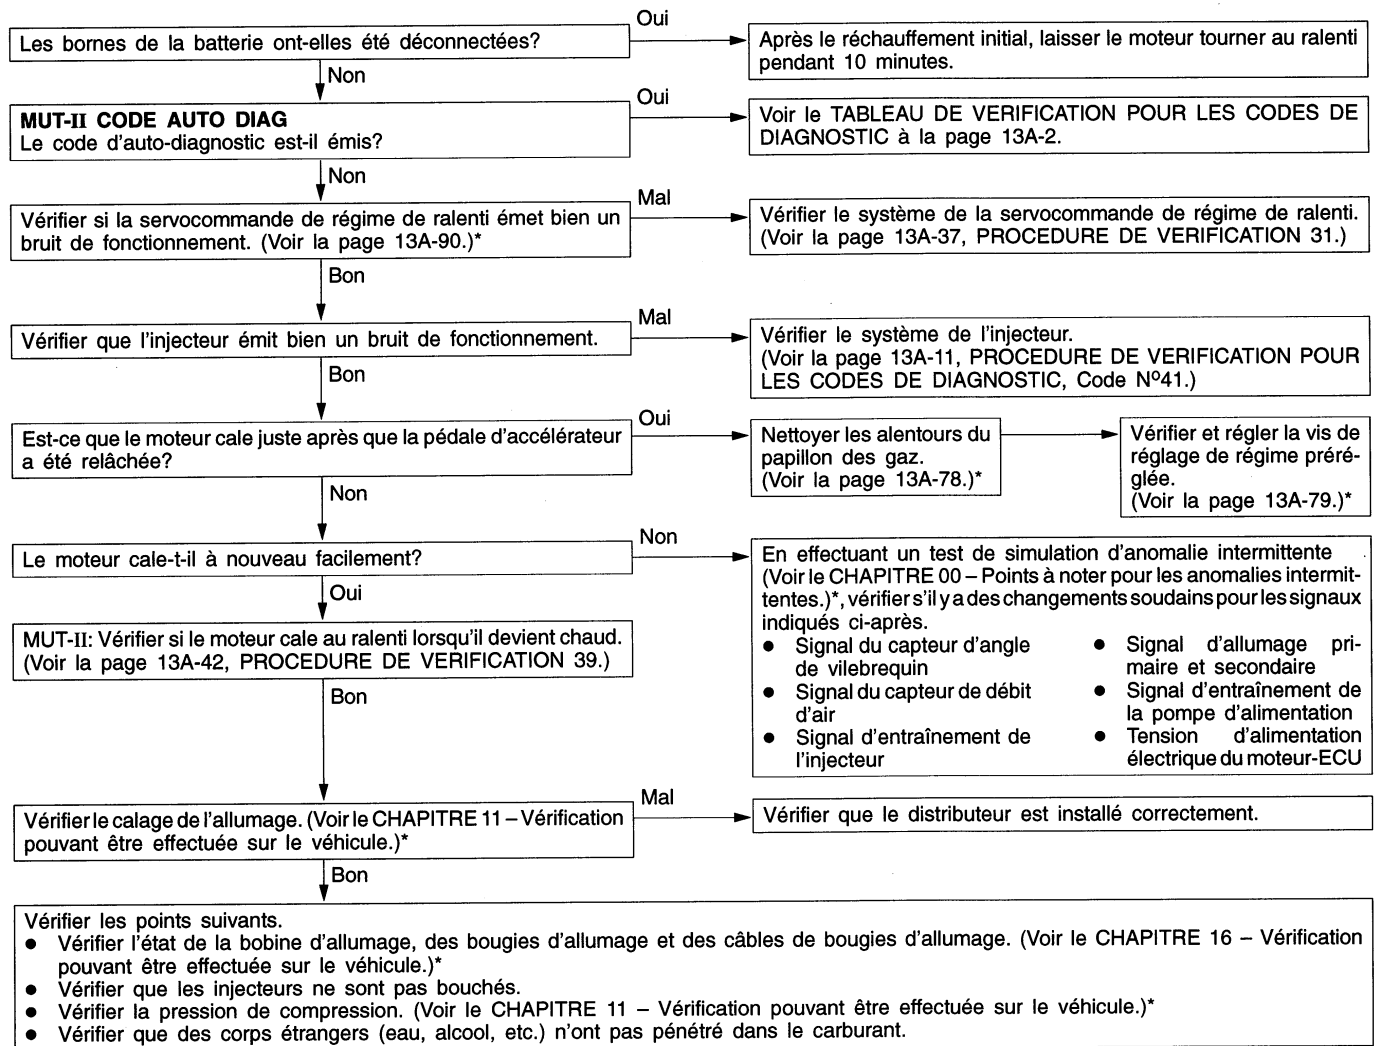 Oui
Les bornes de la batterie ont-elles été déconnectées?
Après le réchauffement initial, laisser le moteur tourner au ralenti
pendant 10 minutes.
Non
Oui
MUT-II CODE AUTO DIAG
Le code d'auto-diagnostic est-il émis?
Voir le TABLEAU DE VERIFICATION POUR LES CODES DE
DIAGNOSTIC à la page 13A-2.
Non
Mal
Vérifier si la servocommande de régime de ralenti émet bien un
bruit de fonctionnement. (Voir la page 13A-90.)*
Vérifier le système de la servocommande de régime de ralenti.
(Voir la page 13A-37, PROCEDURE DE VERIFICATION 31.)
Bon
Mal
Vérifier que l'injecteur émit bien un bruit de fonctionnement.
Vérifier le système de l'injecteur.
(Voir la page 13A-11, PROCEDURE DE VERIFICATION POUR
LES CODES DE DIAGNOSTIC, Code Nº41.)
Bon
Oui
Est-ce que le moteur cale juste après que la pédale d'accélérateur
a été relâchée?
Nettoyer les alentours du
papillon des gaz.
(Voir la page 13A-78.)*
Vérifier et régler la vis de
réglage de régime préré-
glée.
(Voir la page 13A-79.)*
Non
Non
Le moteur cale-t-il à nouveau facilement?
En effectuant un test de simulation d'anomalie intermittente
(Voir le CHAPITRE 00 – Points à noter pour les anomalies intermit-
tentes.)*, vérifier s'il y a des changements soudains pour les signaux
indiqués ci-après.
● Signal du capteur d'angle
de vilebrequin
● Signal du capteur de débit
d'air
● Signal d'entraînement de
l'injecteur
● Signal d'allumage pri-
maire et secondaire
● Signal d'entraînement de
la pompe d'alimentation
● Tension d'alimentation
électrique du moteur-ECU
Oui
MUT-II: Vérifier si le moteur cale au ralenti lorsqu'il devient chaud.
(Voir la page 13A-42, PROCEDURE DE VERIFICATION 39.)
Bon
Mal
Vérifier le calage de l'allumage. (Voir le CHAPITRE 11 – Vérification
pouvant être effectuée sur le véhicule.)*
Vérifier que le distributeur est installé correctement.
Bon
Vérifier les points suivants.
● Vérifier l'état de la bobine d'allumage, des bougies d'allumage et des câbles de bougies d'allumage. (Voir le CHAPITRE 16 – Vérification
pouvant être effectuée sur le véhicule.)*
● Vérifier que les injecteurs ne sont pas bouchés.
● Vérifier la pression de compression. (Voir le CHAPITRE 11 – Vérification pouvant être effectuée sur le véhicule.)*
● Vérifier que des corps étrangers (eau, alcool, etc.) n'ont pas pénétré dans le carburant.